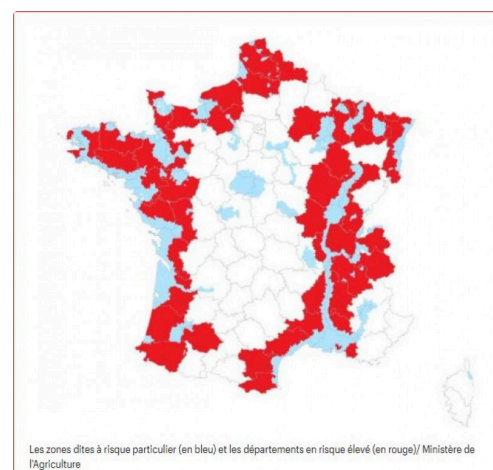 Les zones dites à risque particulier (en bleu) et les départements en risque élevé (en rouge)/ Ministère de
l'Agriculture